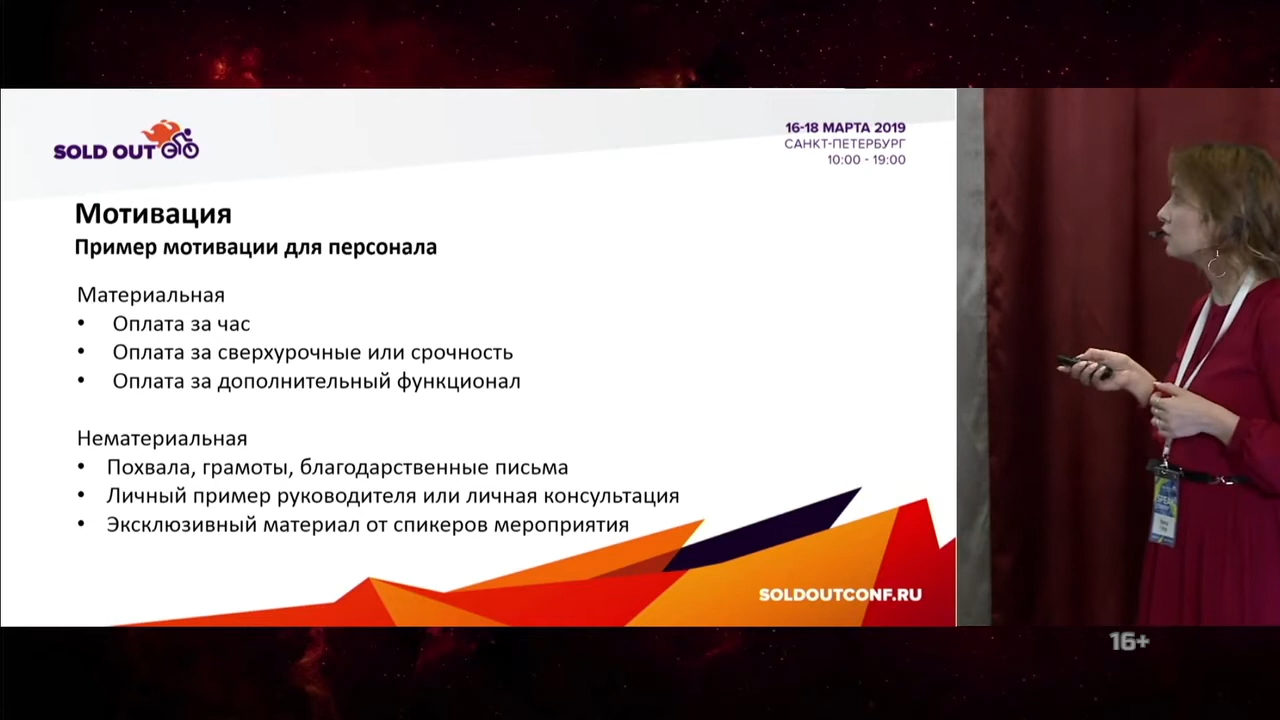 SOLD OUT
16-18 МАРТА 2019
САНКТ-ПЕТЕРБУРГ
10:00 - 19:00
Мотивация
Пример мотивации для персонала
Материальная
• Оплата за час
• Оплата за сверхурочные или срочность
• Оплата за дополнительный функционал
Нематериальная
• Похвала, грамоты, благодарственные письма
• Личный пример руководителя или личная консультация
• Эксклюзивный материал от спикеров мероприятия
SOLDOUTCONF.RU
16+